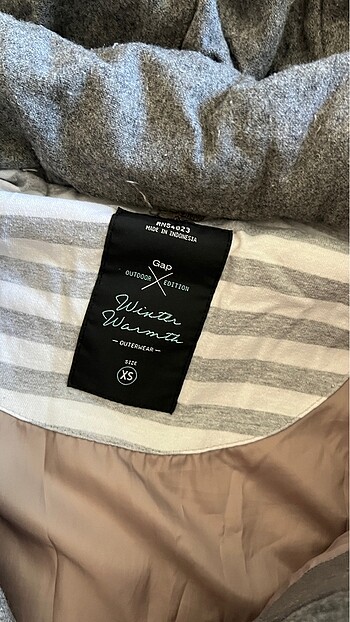 RN54023
MADE IN INDONESIA
Gap
OUTDOOR EDITION
Winter
Warmth
— OUTERWEAR —
SIZE
XS